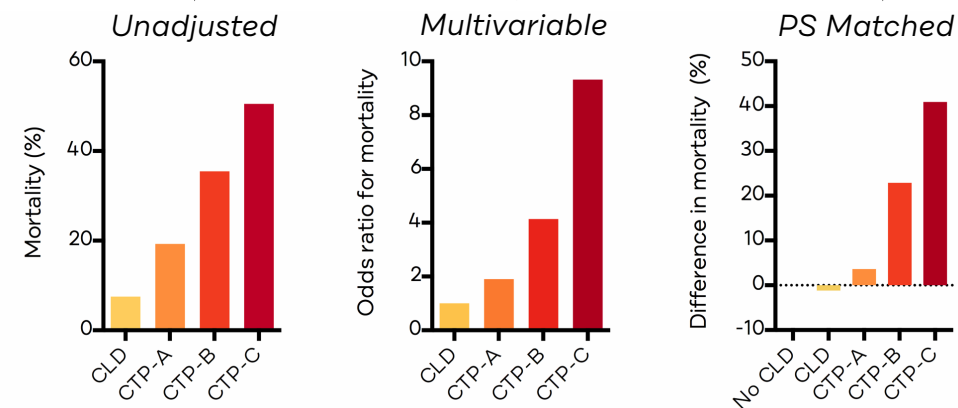 Unadjusted
Mortality (%)
60
40
20
0
CLD
CTP-A
CTP-B
CTP-C
Multivariable
Odds ratio for mortality
10
8
6
4
2
0
CLD
CTP-A
CTP-B
CTP-C
PS Matched
Difference in mortality (%)
50
40
30
20
10
0
-10
No CLD
CLD
CTP-A
CTP-B
CTP-C